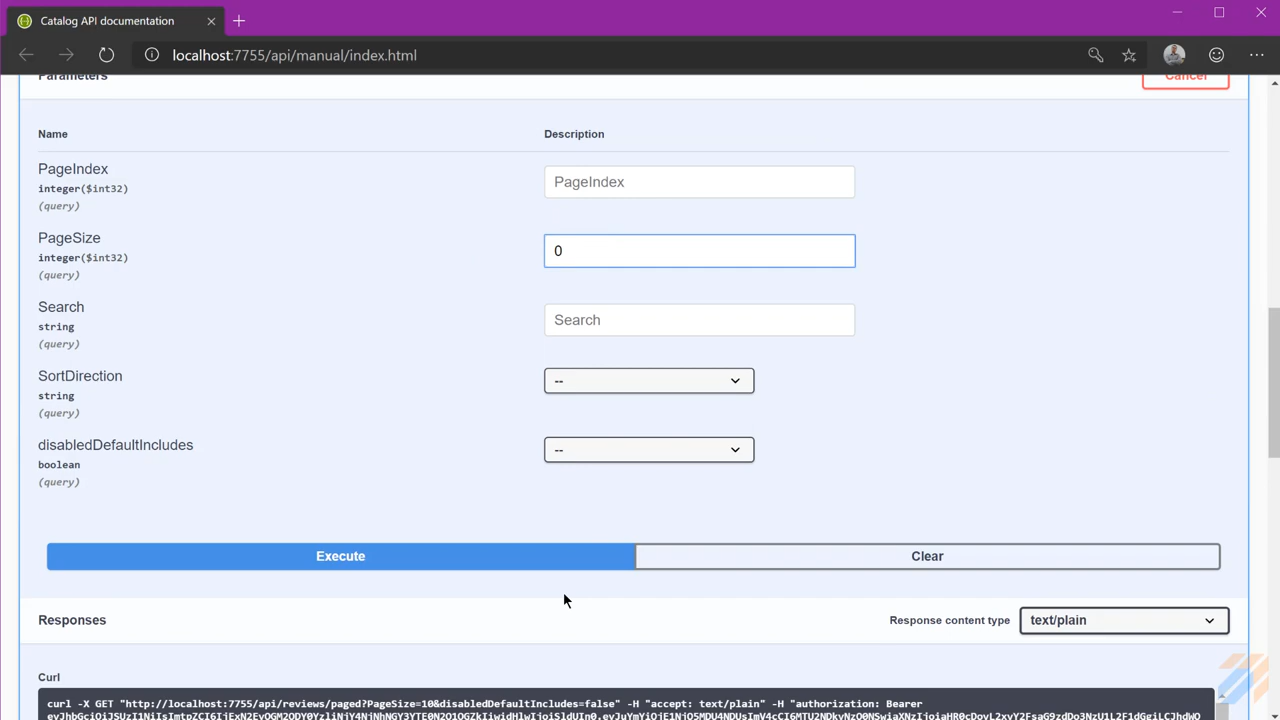 Catalog API documentation
localhost:7755/api/manual/index.html
Parameters
Cancel
Name
Description
PageIndex
integer($int32)
(query)
PageIndex
PageSize
integer($int32)
(query)
0
Search
string
(query)
Search
SortDirection
string
(query)
--
disabledDefaultIncludes
boolean
(query)
--
Execute
Clear
Responses
Response content type
text/plain
Curl
curl -X GET "http://localhost:7755/api/reviews/paged?PageSize=10&disabledDefaultIncludes=false" -H "accept: text/plain" -H "authorization: Bearer